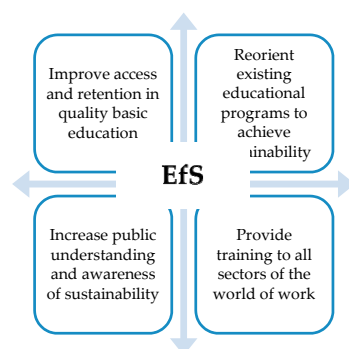 Improve access
and retention in
quality basic
education
Reorient
existing
educational
programs to
achieve
inability
EfS
Increase public
understanding
and awareness
of sustainability
Provide
training to all
sectors of the
world of work